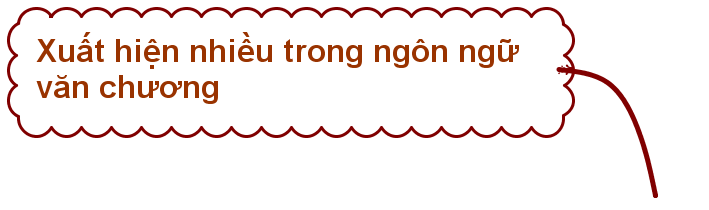 Xuất hiện nhiều trong ngôn ngữ
văn chương